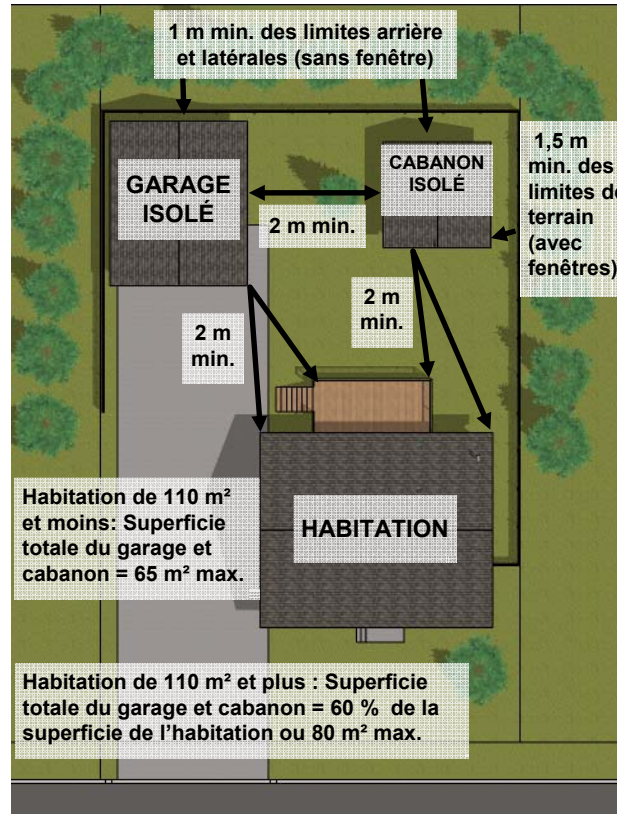 1 m min. des limites arrière
et latérales (sans fenêtre)
GARAGE
ISOLÉ
CABANON
ISOLÉ
1,5 m
min. des
limites de
terrain
(avec
fenêtres)
2 m min.
2 m
min.
2 m
min.
Habitation de 110 m²
et moins: Superficie
totale du garage et
cabanon = 65 m² max.
HABITATION
Habitation de 110 m² et plus : Superficie
totale du garage et cabanon = 60 % de la
superficie de l'habitation ou 80 m² max.